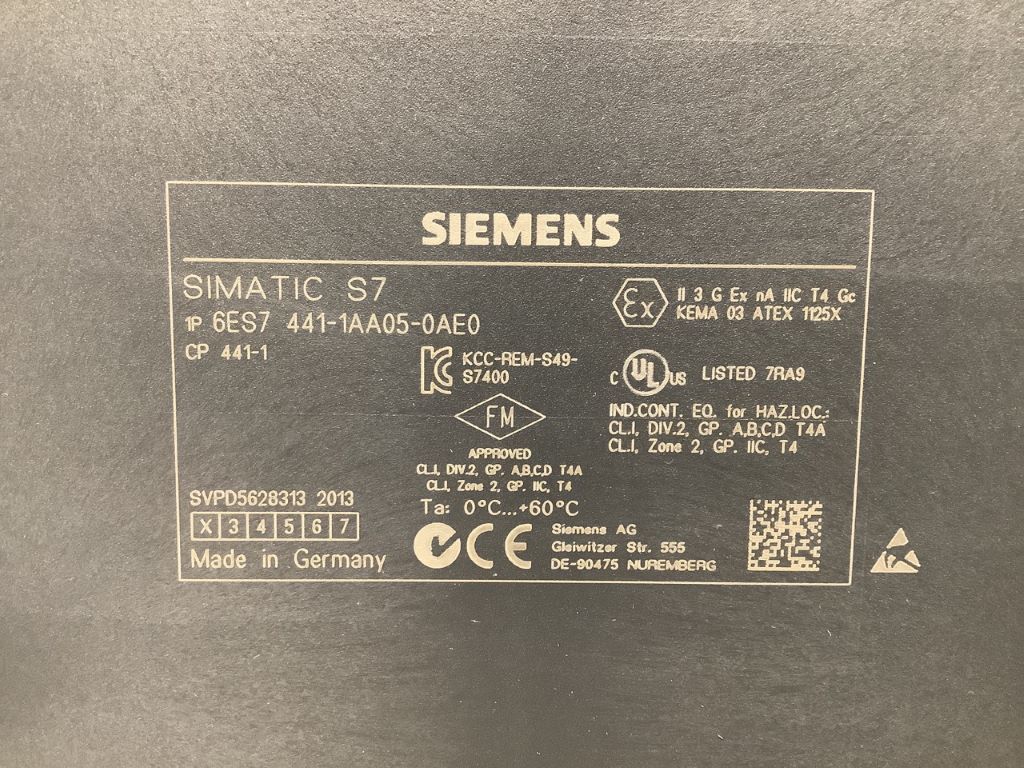 SIEMENS
SIMATIC S7
1P 6ES7 441-1AA05-0AE0
CP 441-1
KCC-REM-S49-
S7400
FM
APPROVED
CL.I, DIV.2, GP. A,B,C,D T4A
CL.I, Zone 2, GP. IIC, T4
Ta: 0°C...+60°C
Ex
II 3 G Ex nA IIC T4 Gc
KEMA 03 ATEX 1125X
C UL US LISTED 7RA9
IND.CONT. EQ. for HAZ.LOC.:
CL.I, DIV.2, GP. A,B,C,D T4A
CL.I, Zone 2, GP. IIC, T4
SVPD5628313 2013
X 3 4 5 6 7
Made in Germany
CE
Siemens AG
Gleiwitzer Str. 555
DE-90475 NUREMBERG